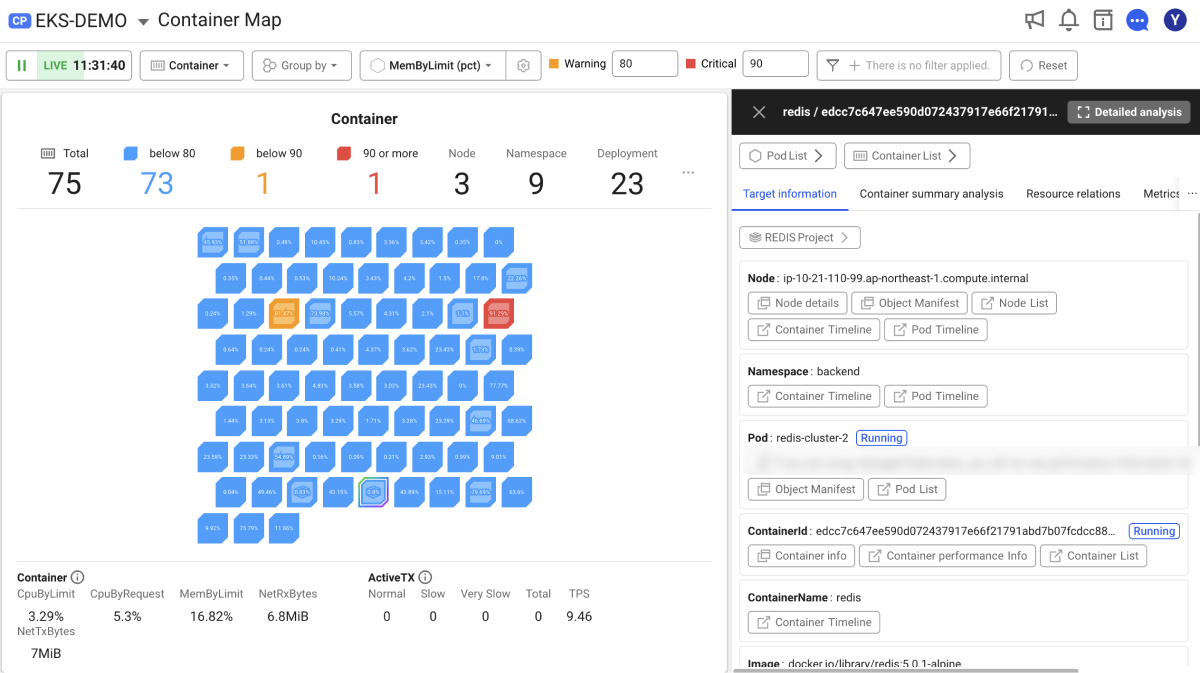 CP EKS-DEMO Container Map
Y
LIVE 11:31:40 Container Group by MemByLimit (pct) Warning 80 Critical 90 There is no filter applied. Reset
Container
Total below 80 below 90 90 or more Node Namespace Deployment
75 73 1 1 3 9 23 ...
51.88% 0.49% 10.45% 0.83% 3.36% 3.42% 0.35% 0%
0.35% 0.44% 0.53% 10.24% 3.43% 4.2% 1.5% 17.8% 22.26%
0.24% 1.29% 73.98% 5.57% 4.31% 2.1% 91.29%
0.64% 0.24% 0.24% 0.41% 4.37% 3.62% 23.43% 1.73% 0.39%
3.32% 3.64% 3.61% 4.83% 3.58% 3.03% 23.43% 0% 77.77%
1.44% 3.13% 3.9% 3.29% 1.71% 3.28% 23.29% 46.69% 68.62%
23.58% 23.33% 54.89% 0.16% 0.09% 0.21% 2.93% 0.99% 9.01%
0.04% 49.46% 0.83% 43.15% 2.8% 43.89% 15.11% 79.69% 63.6%
9.92% 75.79% 11.86%
Container
CpuByLimit CpuByRequest MemByLimit NetRxBytes
3.29% 5.3% 16.82% 6.8MiB
NetTxBytes
7MiB
ActiveTX
Normal Slow Very Slow Total TPS
0 0 0 0 9.46
redis / edcc7c647ee590d072437917e66f21791... Detailed analysis
Pod List Container List
Target information Container summary analysis Resource relations Metrics ...
REDIS Project
Node : ip-10-21-110-99.ap-northeast-1.compute.internal
Node details Object Manifest Node List
Container Timeline Pod Timeline
Namespace : backend
Container Timeline Pod Timeline
Pod : redis-cluster-2 Running
Object Manifest Pod List
ContainerId : edcc7c647ee590d072437917e66f21791abd7b07fcdcc88... Running
Container info Container performance Info Container List
ContainerName : redis
Container Timeline
Image : docker.io/library/redis:5.0.1-alpine